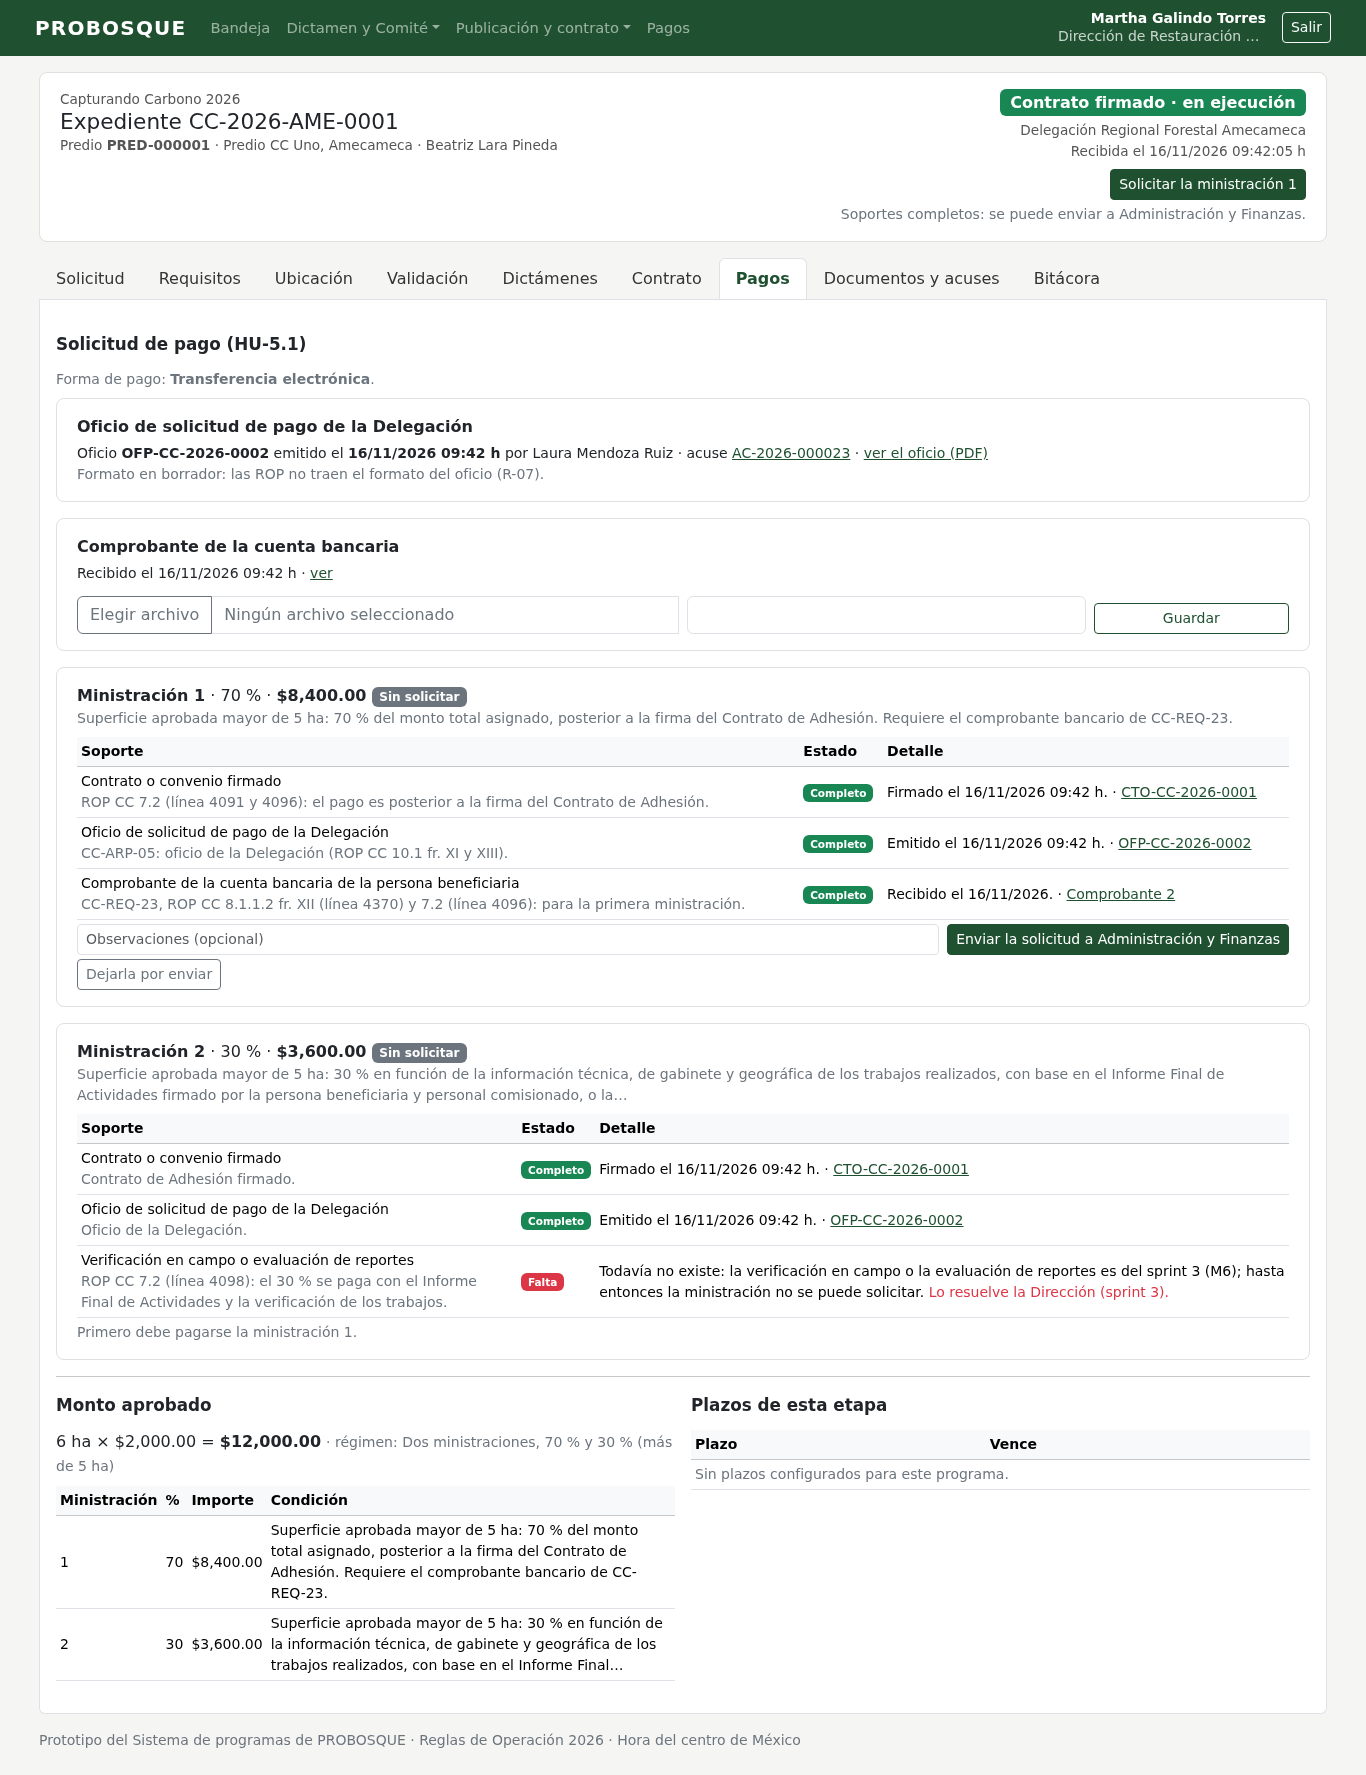 PROBOSQUE Bandeja Dictamen y Comité Publicación y contrato Pagos
Martha Galindo Torres
Dirección de Restauración …
Salir
Capturando Carbono 2026
Expediente CC-2026-AME-0001
Predio PRED-000001 · Predio CC Uno, Amecameca · Beatriz Lara Pineda
Contrato firmado · en ejecución
Delegación Regional Forestal Amecameca
Recibida el 16/11/2026 09:42:05 h
Solicitar la ministración 1
Soportes completos: se puede enviar a Administración y Finanzas.
Solicitud Requisitos Ubicación Validación Dictámenes Contrato Pagos Documentos y acuses Bitácora
Solicitud de pago (HU-5.1)
Forma de pago: Transferencia electrónica.
Oficio de solicitud de pago de la Delegación
Oficio OFP-CC-2026-0002 emitido el 16/11/2026 09:42 h por Laura Mendoza Ruiz · acuse AC-2026-000023 · ver el oficio (PDF)
Formato en borrador: las ROP no traen el formato del oficio (R-07).
Comprobante de la cuenta bancaria
Recibido el 16/11/2026 09:42 h · ver
Elegir archivo Ningún archivo seleccionado
Guardar
Ministración 1 · 70 % · $8,400.00 Sin solicitar
Superficie aprobada mayor de 5 ha: 70 % del monto total asignado, posterior a la firma del Contrato de Adhesión. Requiere el comprobante bancario de CC-REQ-23.
Soporte Estado Detalle
Contrato o convenio firmado
ROP CC 7.2 (línea 4091 y 4096): el pago es posterior a la firma del Contrato de Adhesión.
Completo Firmado el 16/11/2026 09:42 h. · CTO-CC-2026-0001
Oficio de solicitud de pago de la Delegación
CC-ARP-05: oficio de la Delegación (ROP CC 10.1 fr. XI y XIII).
Completo Emitido el 16/11/2026 09:42 h. · OFP-CC-2026-0002
Comprobante de la cuenta bancaria de la persona beneficiaria
CC-REQ-23, ROP CC 8.1.1.2 fr. XII (línea 4370) y 7.2 (línea 4096): para la primera ministración.
Completo Recibido el 16/11/2026. · Comprobante 2
Observaciones (opcional)
Enviar la solicitud a Administración y Finanzas
Dejarla por enviar
Ministración 2 · 30 % · $3,600.00 Sin solicitar
Superficie aprobada mayor de 5 ha: 30 % en función de la información técnica, de gabinete y geográfica de los trabajos realizados, con base en el Informe Final de
Actividades firmado por la persona beneficiaria y personal comisionado, o la…
Soporte Estado Detalle
Contrato o convenio firmado
Contrato de Adhesión firmado.
Completo Firmado el 16/11/2026 09:42 h. · CTO-CC-2026-0001
Oficio de solicitud de pago de la Delegación
Oficio de la Delegación.
Completo Emitido el 16/11/2026 09:42 h. · OFP-CC-2026-0002
Verificación en campo o evaluación de reportes
ROP CC 7.2 (línea 4098): el 30 % se paga con el Informe
Final de Actividades y la verificación de los trabajos.
Falta
Todavía no existe: la verificación en campo o la evaluación de reportes es del sprint 3 (M6); hasta
entonces la ministración no se puede solicitar. Lo resuelve la Dirección (sprint 3).
Primero debe pagarse la ministración 1.
Monto aprobado
6 ha × $2,000.00 = $12,000.00 · régimen: Dos ministraciones, 70 % y 30 % (más
de 5 ha)
Ministración % Importe Condición
1 70 $8,400.00
Superficie aprobada mayor de 5 ha: 70 % del monto
total asignado, posterior a la firma del Contrato de
Adhesión. Requiere el comprobante bancario de CC-
REQ-23.
2 30 $3,600.00
Superficie aprobada mayor de 5 ha: 30 % en función de
la información técnica, de gabinete y geográfica de los
trabajos realizados, con base en el Informe Final…
Plazos de esta etapa
Plazo Vence
Sin plazos configurados para este programa.
Prototipo del Sistema de programas de PROBOSQUE · Reglas de Operación 2026 · Hora del centro de México